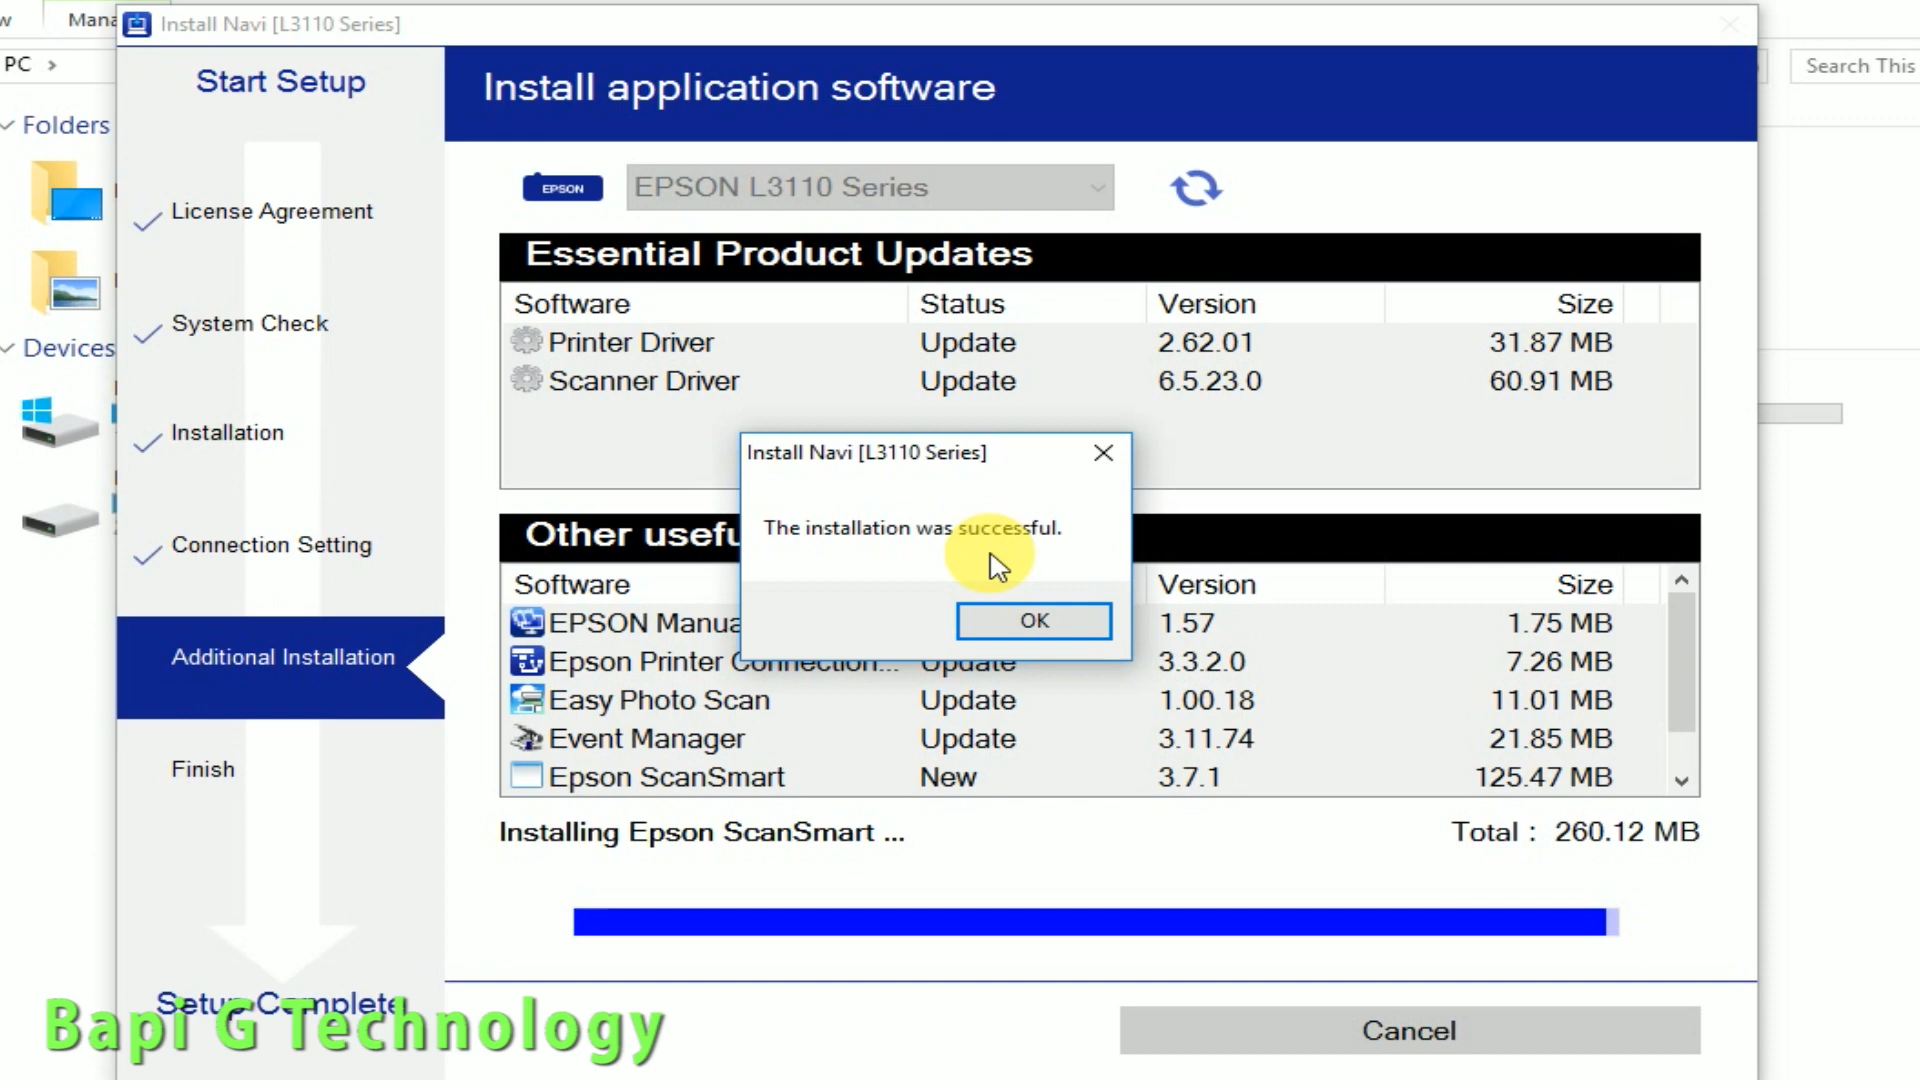 w
Mana
Install Navi [L3110 Series]
PC >
Search This
Folders
Devices
Start Setup
License Agreement
System Check
Installation
Connection Setting
Additional Installation
Finish
Setup Complete
Install application software
EPSON
EPSON L3110 Series
Essential Product Updates
Software Status Version Size
Printer Driver Update 2.62.01 31.87 MB
Scanner Driver Update 6.5.23.0 60.91 MB
Install Navi [L3110 Series]
The installation was successful.
OK
Other usefu
Software Version Size
EPSON Manua 1.57 1.75 MB
Epson Printer Connection... Update 3.3.2.0 7.26 MB
Easy Photo Scan Update 1.00.18 11.01 MB
Event Manager Update 3.11.74 21.85 MB
Epson ScanSmart New 3.7.1 125.47 MB
Installing Epson ScanSmart ...
Total : 260.12 MB
Cancel
Bapi G Technology